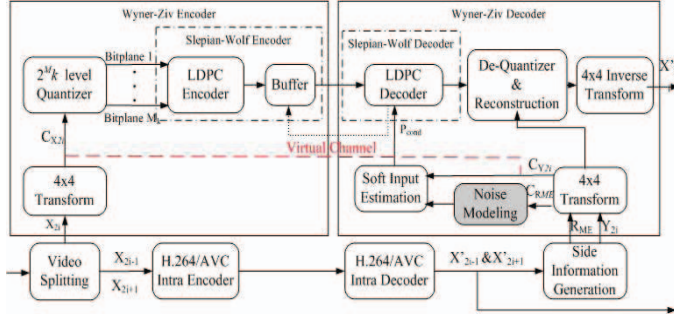 Wyner-Ziv Encoder
Wyner-Ziv Decoder
Slepian-Wolf Encoder
Slepian-Wolf Decoder
Bitplane 1
2^M k level
Quantizer
LDPC
Encoder
Buffer
LDPC
Decoder
De-Quantizer
&
Reconstruction
4x4 Inverse
Transform
X'
Bitplane M_k
P_cond
C_X2i
Virtual Channel
4x4
Transform
Soft Input
Estimation
C_Y2i
Noise
Modeling
C_RME
4x4
Transform
X_2i
R_ME
Y_2i
Video
Splitting
X_2i-1
X_2i+1
H.264/AVC
Intra Encoder
H.264/AVC
Intra Decoder
X'_2i-1 &X'_2i+1
Side
Information
Generation